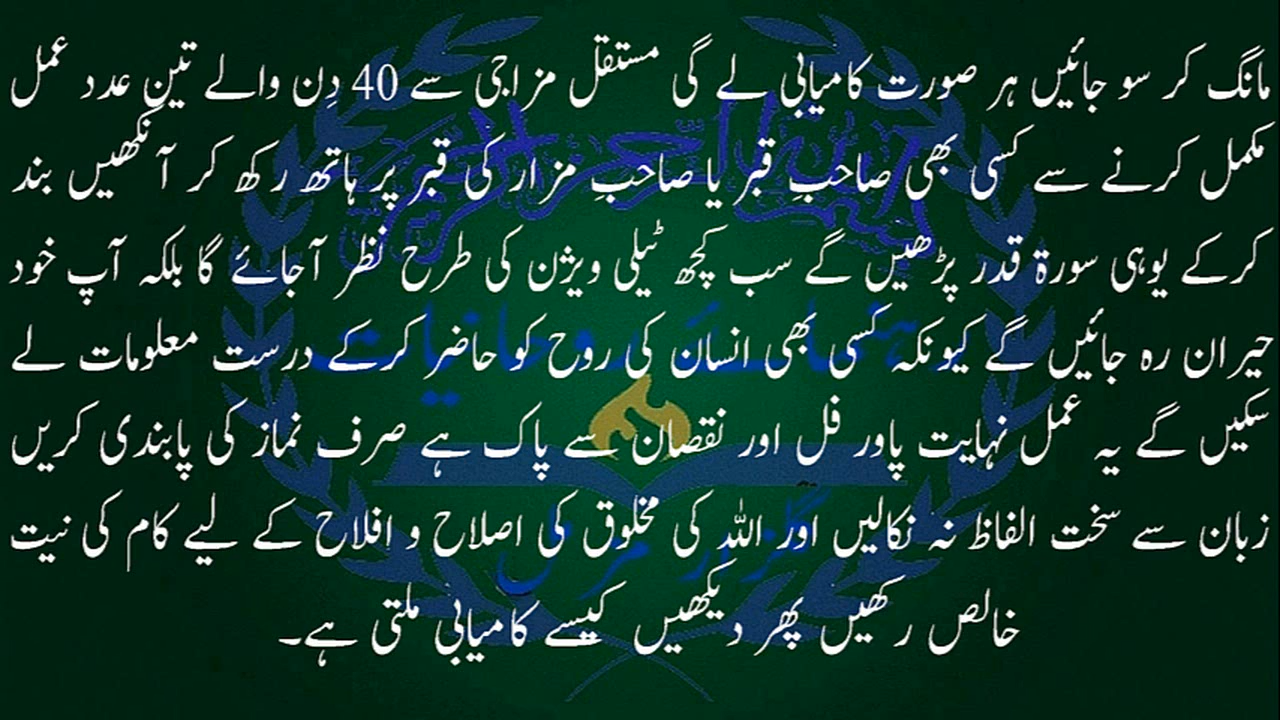 مانگ کر سو جائیں ہر صورت کامیابی لے گی مستقل مزاجی سے 40 دِن والے تین عدد عمل
مکمل کرنے سے کسی بھی صاحبِ قبر یا صاحبِ مزار کی قبر پر ہاتھ رکھ کر آنکھیں بند
کرکے یوہی سورۃ قدر پڑھیں گے سب کچھ ٹیلی ویژن کی طرح نظر آجائے گا بلکہ آپ خود
حیران رہ جائیں گے کیونکہ کسی بھی انسان کی روح کو حاضر کرکے درست معلومات لے
سکیں گے یہ عمل نہایت پاور فل اور نقصان سے پاک ہے صرف نماز کی پابندی کریں
زبان سے سخت الفاظ نہ نکالیں اور اللہ کی مخلوق کی اصلاح و افلاح کے لیے کام کی نیت
خالص رکھیں پھر دیکھیں کیسے کامیابی ملتی ہے۔